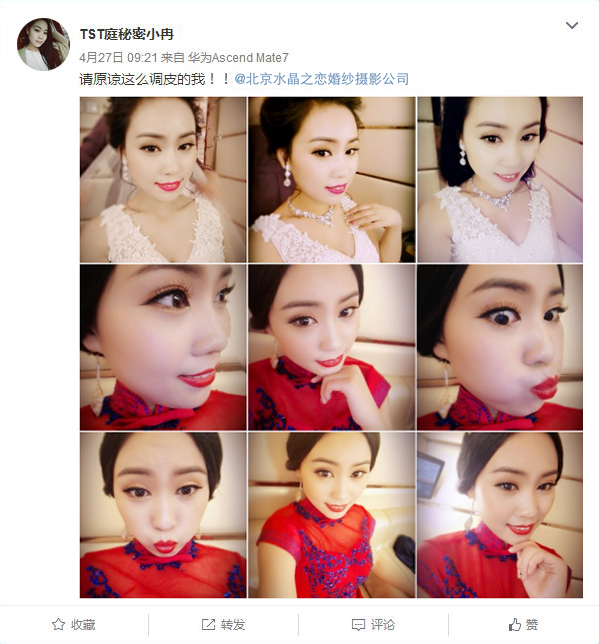 TST庭秘密小冉
4月27日 09:21 来自 华为Ascend Mate7
请原谅这么调皮的我！！@北京水晶之恋婚纱摄影公司
收藏 转发 评论 赞